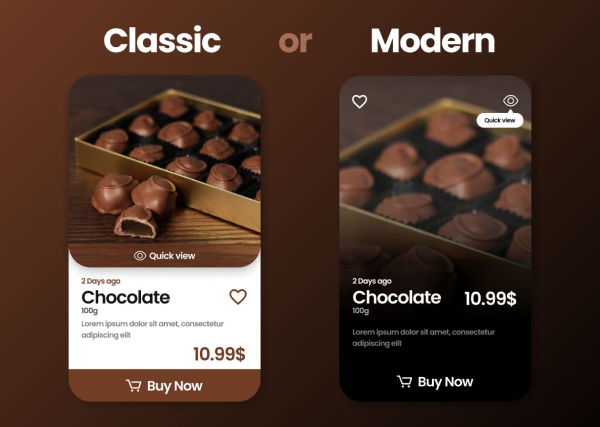 Classic or Modern
Quick view
2 Days ago
Chocolate
100g
Lorem ipsum dolor sit amet, consectetur
adipiscing elit
10.99$
Buy Now
Quick view
2 Days ago
Chocolate 10.99$
100g
Lorem ipsum dolor sit amet, consectetur
adipiscing elit
Buy Now